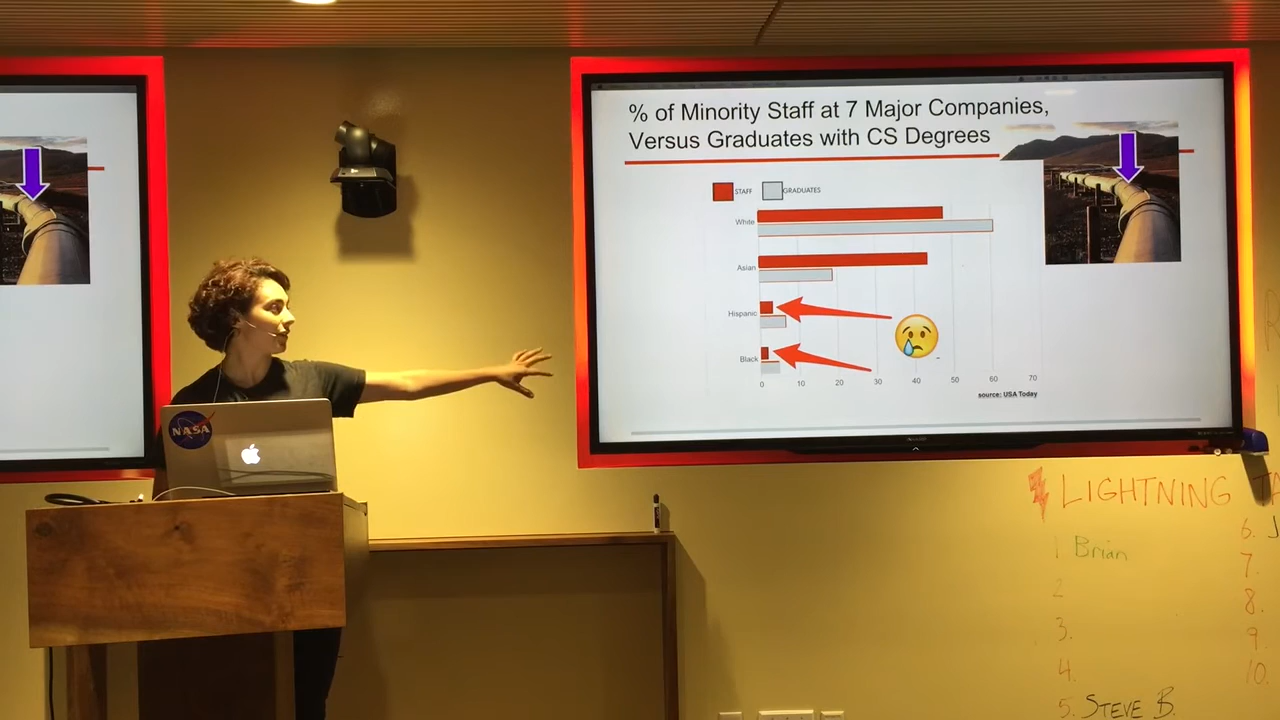 % of Minority Staff at 7 Major Companies,
Versus Graduates with CS Degrees
STAFF
GRADUATES
White
Asian
Hispanic
Black
0
10
20
30
40
50
60
70
source: USA Today
NASA
LIGHTNING
1 Brian
2
3.
4.
5. STEVE B.
6. J
7.
8.
9.
10.